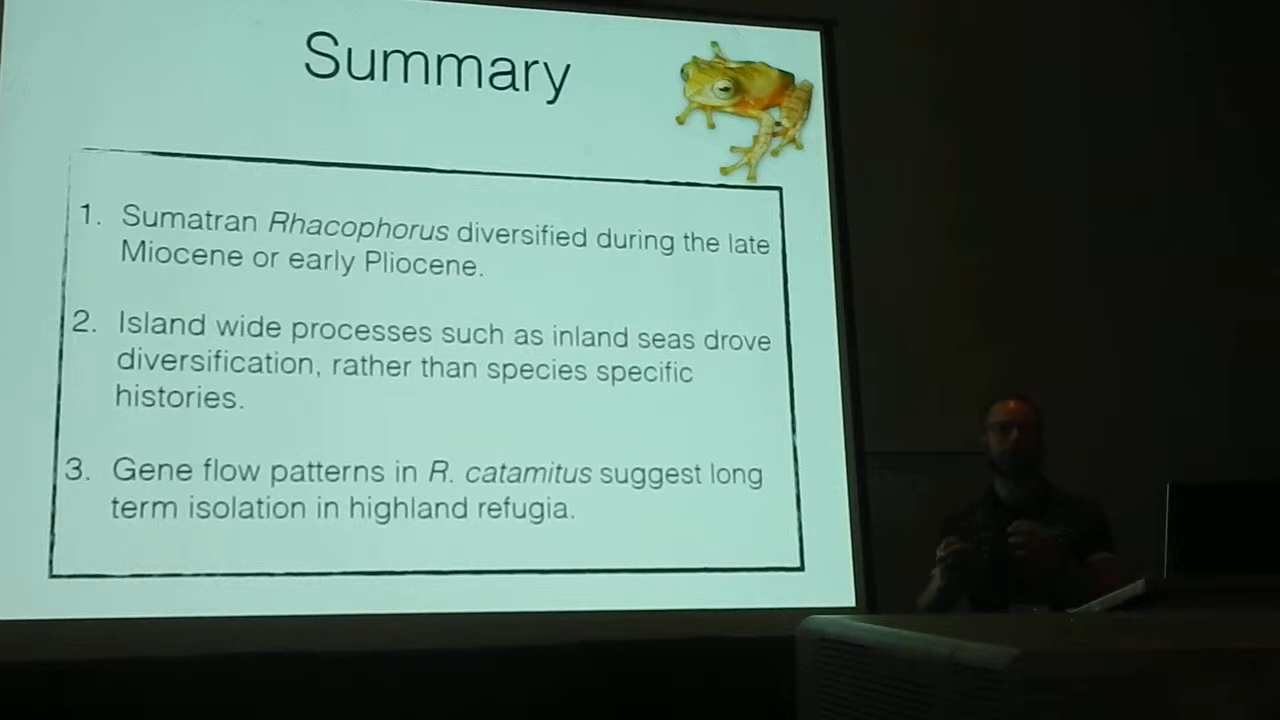 Summary
1. Sumatran Rhacophorus diversified during the late
Miocene or early Pliocene.
2. Island wide processes such as inland seas drove
diversification, rather than species specific
histories.
3. Gene flow patterns in R. catamitus suggest long
term isolation in highland refugia.